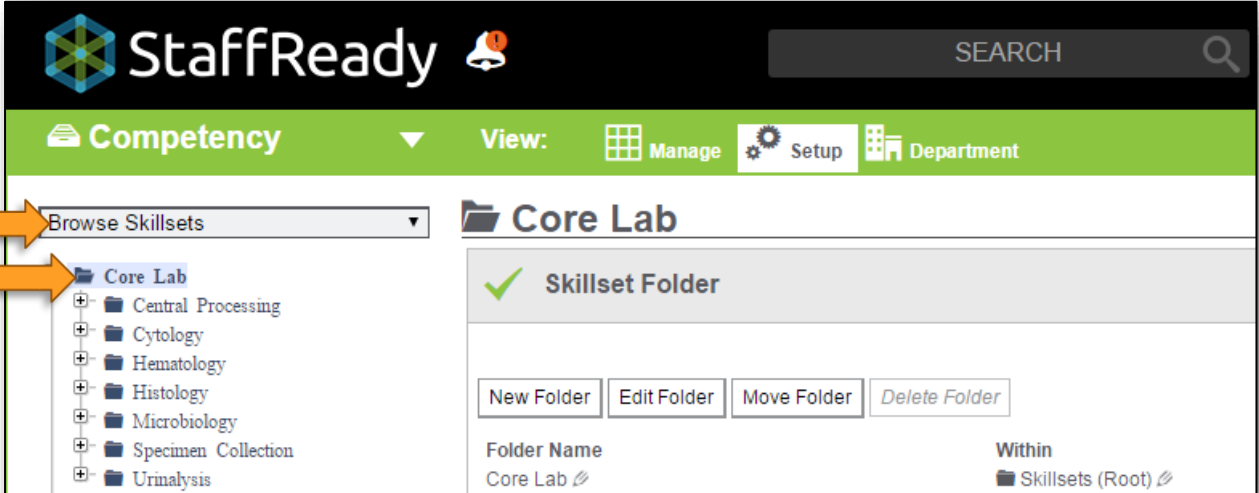 StaffReady
SEARCH
Competency
View:
Manage
Setup
Department
Browse Skillsets
Core Lab
Central Processing
Cytology
Hematology
Histology
Microbiology
Specimen Collection
Urinalysis
Core Lab
Skillset Folder
New Folder
Edit Folder
Move Folder
Delete Folder
Folder Name
Within
Core Lab
Skillsets (Root)